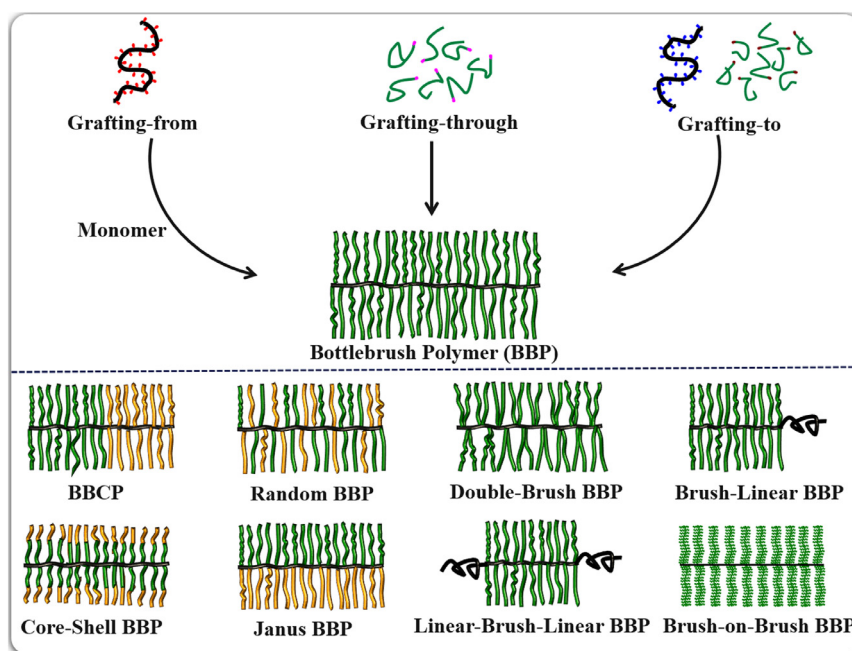 Grafting-from
Grafting-through
Grafting-to
Monomer
Bottlebrush Polymer (BBP)
BBCP
Random BBP
Double-Brush BBP
Brush-Linear BBP
Core-Shell BBP
Janus BBP
Linear-Brush-Linear BBP
Brush-on-Brush BBP